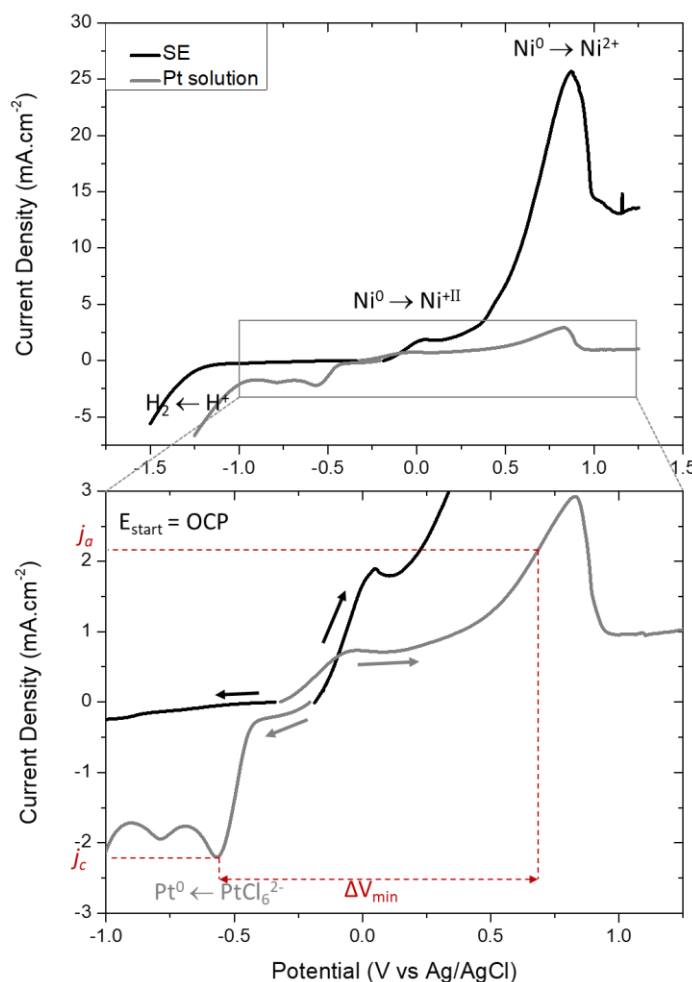 30
25
20
15
10
5
0
-5
Current Density (mA.cm⁻²)
SE
Pt solution
Ni⁰ → Ni²⁺
Ni⁰ → Ni⁺ᴵᴵ
H₂ ← H⁺
-1.5 -1.0 -0.5 0.0 0.5 1.0 1.5
3
2
1
0
-1
-2
-3
Current Density (mA.cm⁻²)
E_start = OCP
jₐ
j_c
Pt⁰ ← PtCl₆²⁻
ΔV_min
-1.0 -0.5 0.0 0.5 1.0
Potential (V vs Ag/AgCl)